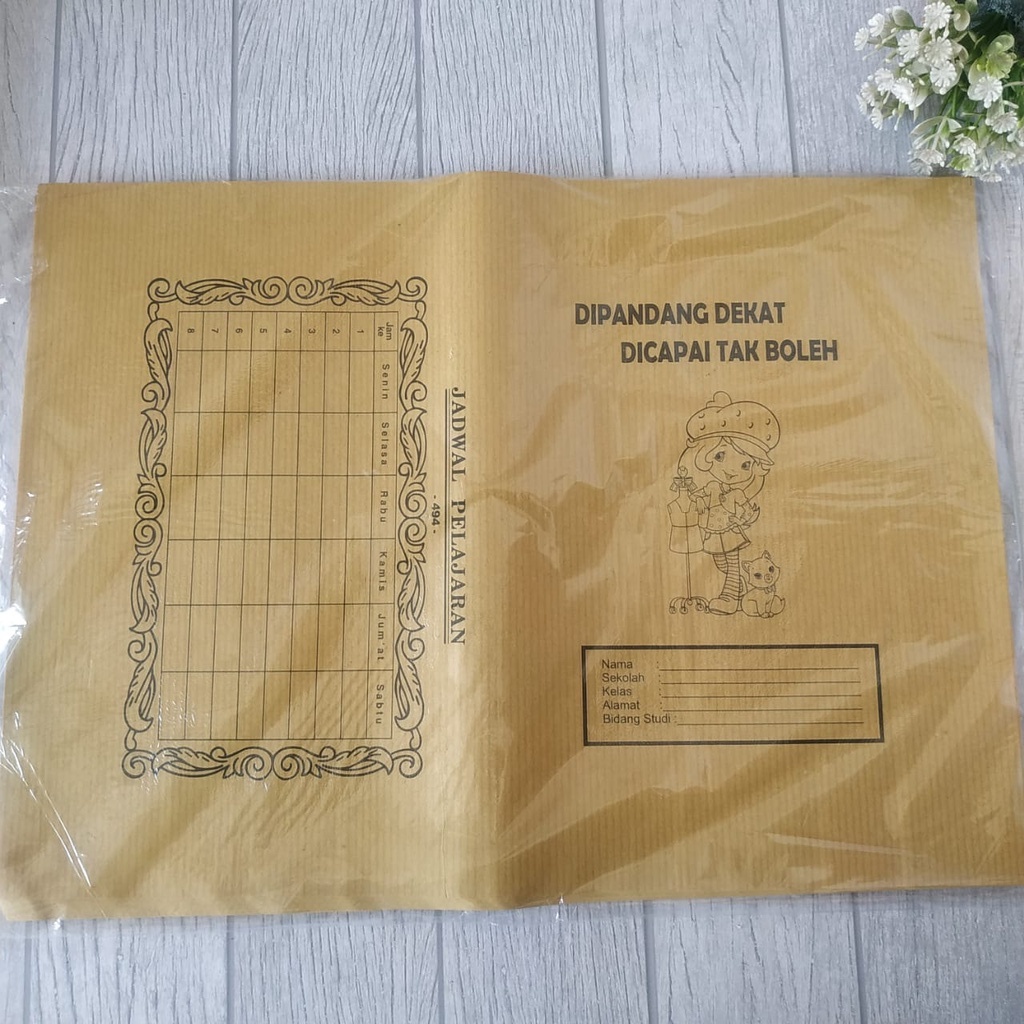 DIPANDANG DEKAT
DICAPAI TAK BOLEH
Nama :
Sekolah :
Kelas :
Alamat :
Bidang Studi :
JADWAL PELAJARAN
- 494 -
Jam ke Senin Selasa Rabu Kamis Jum'at Sabtu
1
2
3
4
5
6
7
8